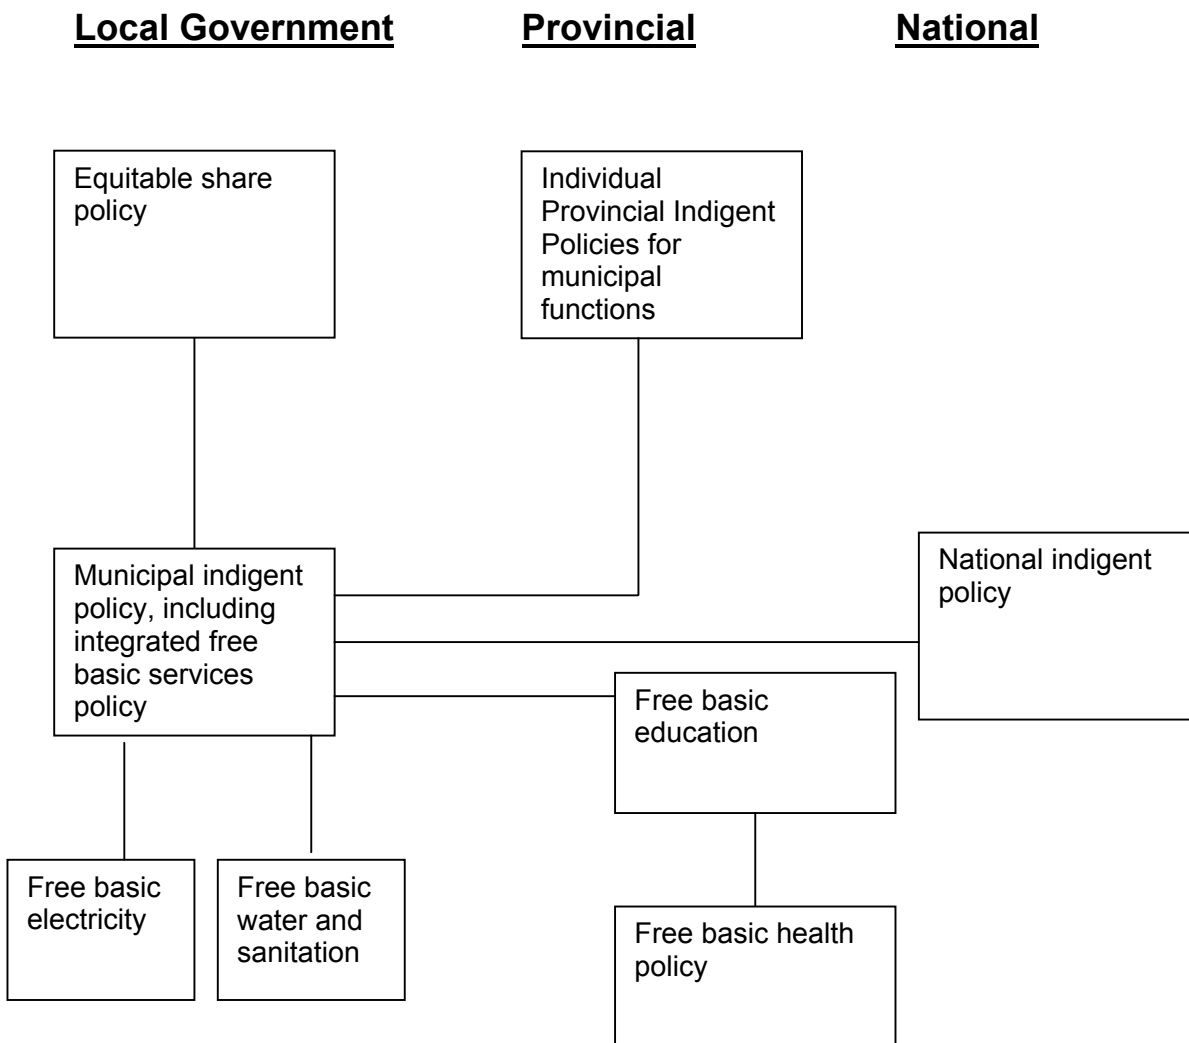 Local Government
Provincial
National
Equitable share
policy
Individual
Provincial Indigent
Policies for
municipal
functions
Municipal indigent
policy, including
integrated free
basic services
policy
National indigent
policy
Free basic
education
Free basic
electricity
Free basic
water and
sanitation
Free basic health
policy